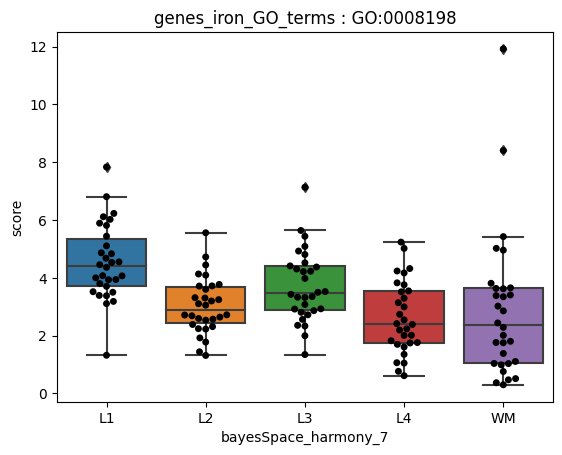 genes_iron_GO_terms : GO:0008198
score
12
10
8
6
4
2
0
L1 L2 L3 L4 WM
bayesSpace_harmony_7